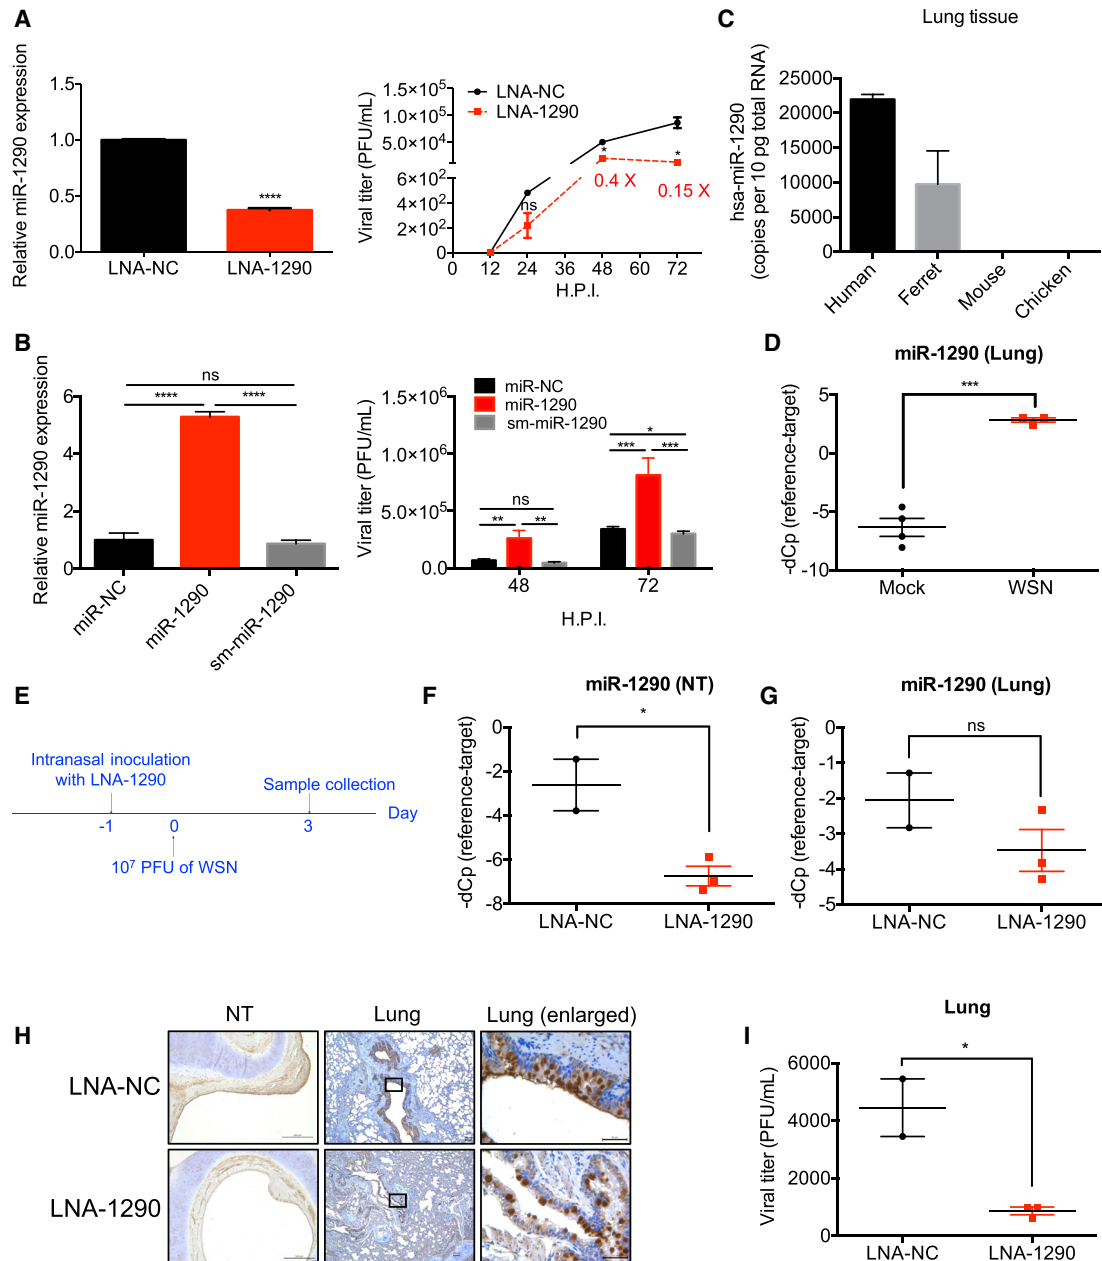 A
Relative miR-1290 expression
1.5
1.0
0.5
0.0
****
LNA-NC
LNA-1290
Viral titer (PFU/mL)
LNA-NC
LNA-1290
1.5×10⁵
1.0×10⁵
5.0×10⁴
6×10²
4×10²
2×10²
0
ns
*
*
0.4 X
0.15 X
0
12
24
36
48
60
72
H.P.I.
C
Lung tissue
hsa-miR-1290
(copies per 10 pg total RNA)
25000
20000
15000
10000
5000
0
Human
Ferret
Mouse
Chicken
B
Relative miR-1290 expression
6
4
2
0
ns
****
****
miR-NC
miR-1290
sm-miR-1290
Viral titer (PFU/mL)
1.5×10⁶
1.0×10⁶
5.0×10⁵
0.0
miR-NC
miR-1290
sm-miR-1290
ns
**
**
*
***
***
48
72
H.P.I.
D
miR-1290 (Lung)
-dCp (reference-target)
5
0
-5
-10
***
Mock
WSN
E
Intranasal inoculation
with LNA-1290
Sample collection
-1
0
3
Day
10⁷ PFU of WSN
F
miR-1290 (NT)
-dCp (reference-target)
0
-2
-4
-6
-8
*
LNA-NC
LNA-1290
G
miR-1290 (Lung)
-dCp (reference-target)
0
-1
-2
-3
-4
-5
ns
LNA-NC
LNA-1290
H
NT
Lung
Lung (enlarged)
LNA-NC
LNA-1290
I
Lung
Viral titer (PFU/mL)
6000
4000
2000
0
*
LNA-NC
LNA-1290